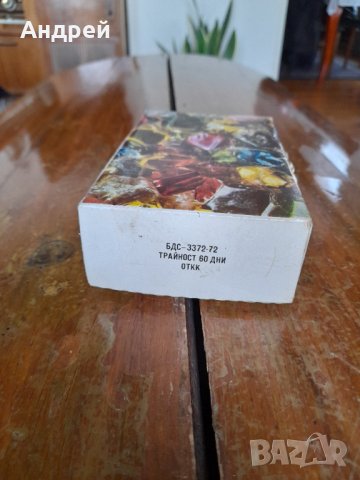 Андрей
БДС-3372-72
ТРАЙНОСТ 60 ДНИ
ОТКК
BAZAR